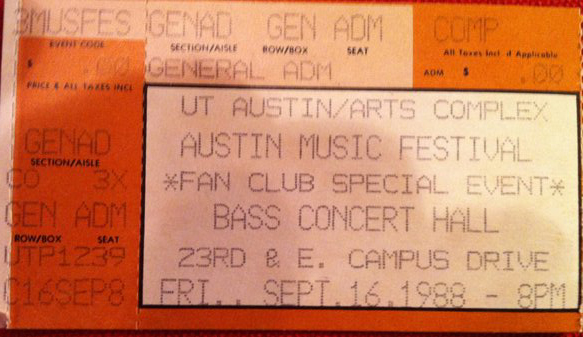 3MUSFES GENAD GEN ADM COMP
EVENT CODE SECTION/AISLE ROW/BOX SEAT All Taxes Incl. if Applicable
$ .00 GENERAL ADM ADM $ .00
PRICE & ALL TAXES INCL
UT AUSTIN/ARTS COMPLEX
GENAD AUSTIN MUSIC FESTIVAL
SECTION/AISLE
CO 3X *FAN CLUB SPECIAL EVENT*
GEN ADM BASS CONCERT HALL
ROW/BOX SEAT
UTP1239 23RD & E. CAMPUS DRIVE
C16SEP8 FRI., SEPT.16,1988 - 8PM